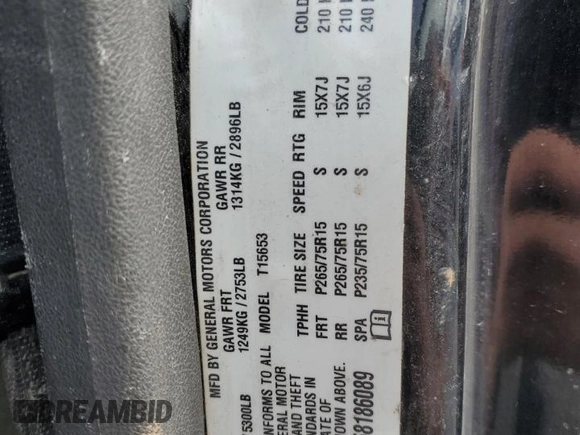 MFD BY GENERAL MOTORS CORPORATION
GAWR FRT GAWR RR
1249KG / 2753LB 1314KG / 2896LB
5300LB
ONFORMS TO ALL MODEL T15653
ERAL MOTOR
AND THEFT TPHH TIRE SIZE SPEED RTG RIM COLD
ANDARDS IN FRT P265/75R15 S 15X7J 210
ATE OF RR P265/75R15 S 15X7J 210
OWN ABOVE. SPA P235/75R15 S 15X6J 240
8186089
DREAMBID